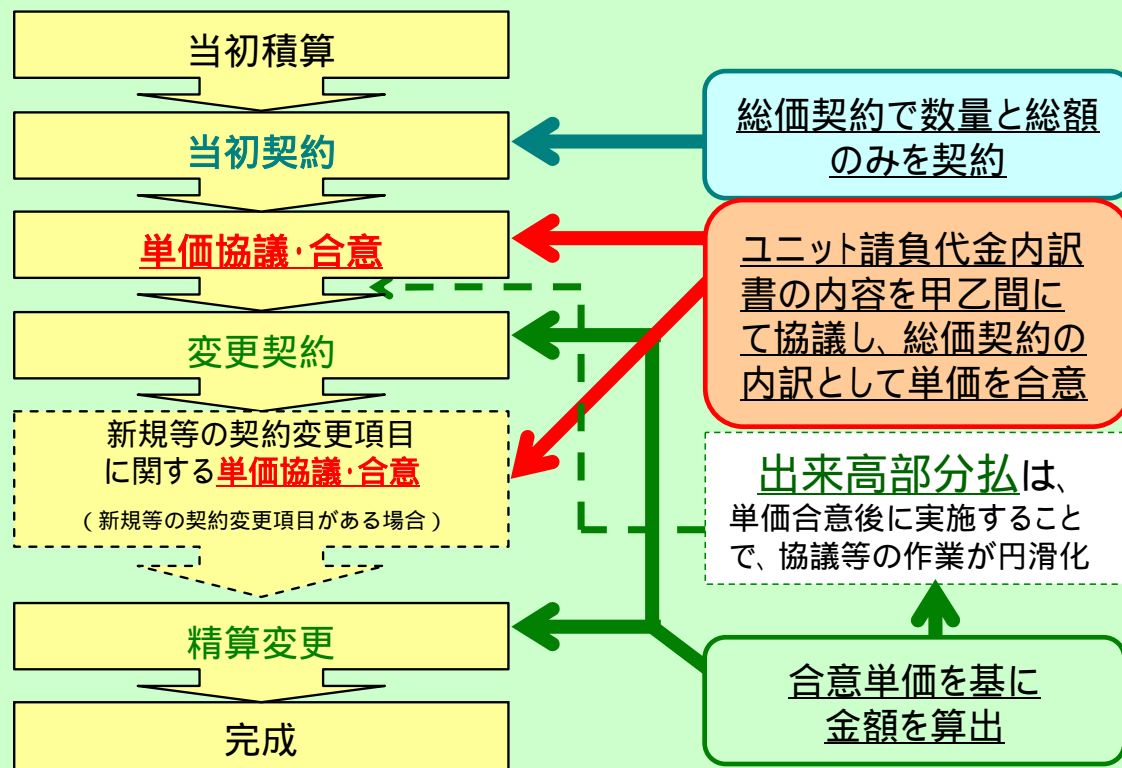 当初積算
当初契約
単価協議・合意
変更契約
新規等の契約変更項目
に関する単価協議・合意
（新規等の契約変更項目がある場合）
精算変更
完成
総価契約で数量と総額
のみを契約
ユニット請負代金内訳
書の内容を甲乙間に
て協議し、総価契約の
内訳として単価を合意
出来高部分払は、
単価合意後に実施すること
で、協議等の作業が円滑化
合意単価を基に
金額を算出